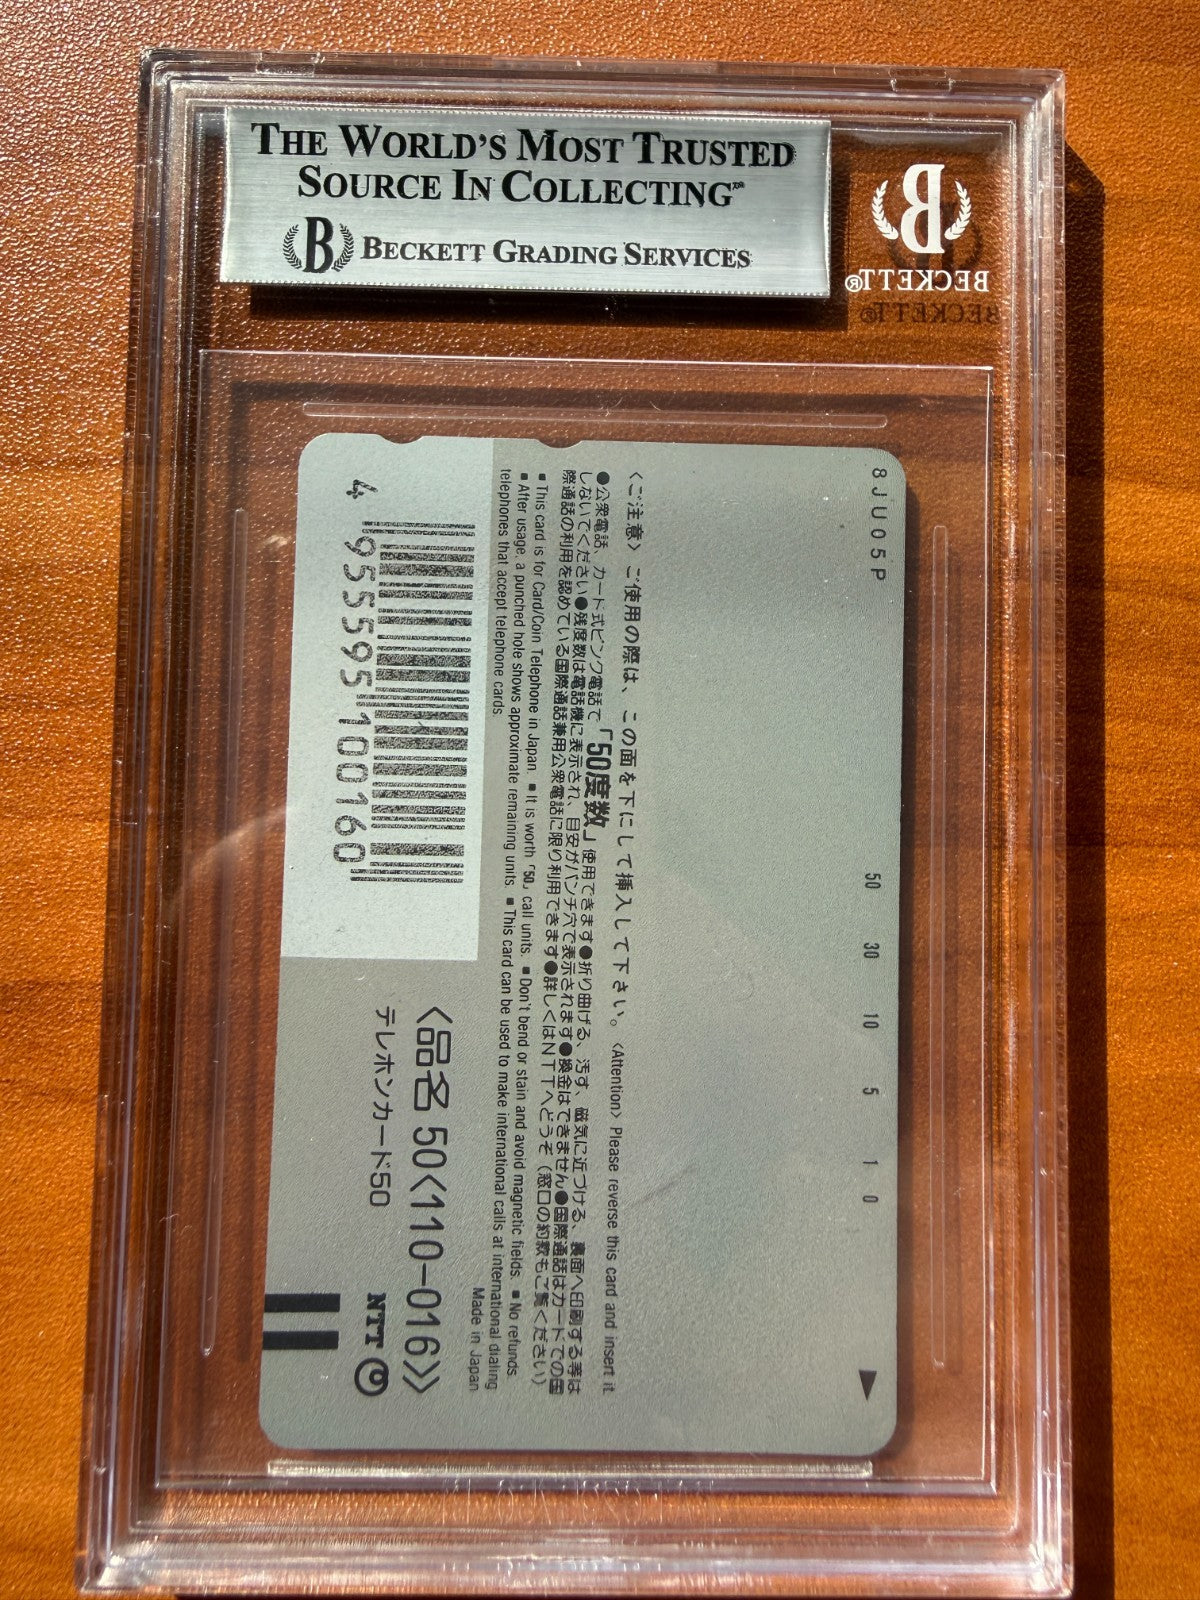 THE WORLD'S MOST TRUSTED
SOURCE IN COLLECTING
B BECKETT GRADING SERVICES
B
BECKETT®
8JU05P
50 30 10 5 1 0
〈ご注意〉ご使用の際は、この面を下にして挿入して下さい。〈Attention〉Please reverse this card and insert it.
●公衆電話、カード式ピンク電話で「50度数」使用できます●折り曲げる、汚す、磁気に近づける、裏面へ印刷する等は
しないでください●残度数は電話機に表示され、目安がパンチ穴で表示されます●換金はできません●国際通話はカードでの国
際通話の利用を認めている国際通話兼用公衆電話に限り利用できます●詳しくはNTTへどうぞ(窓口の約款もご覧ください)
■This card is for Card/Coin Telephone in Japan. ■It is worth「50」call units. ■Don't bend or stain and avoid magnetic fields. ■No refunds.
■After usage, a punched hole shows approximate remaining units. ■This card can be used to make international calls at international dialing
telephones that accept telephone cards.
Made in Japan
4 955595 100160
〈品名 50〈110-016〉〉
テレホンカード50
NTT